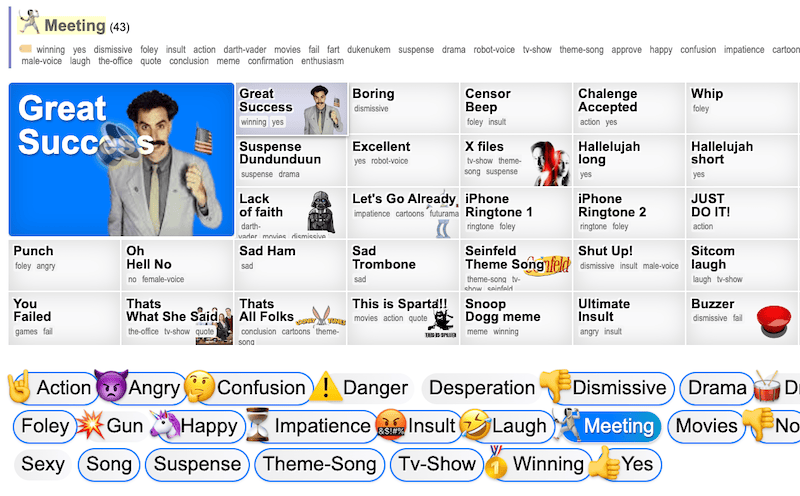 Meeting (43)
winning yes dismissive foley insult action darth-vader movies fail fart dukenukem suspense drama robot-voice tv-show theme-song approve happy confusion impatience cartoon
male-voice laugh the-office quote conclusion meme confirmation enthusiasm
Great
Success
Great
Success
winning yes
Boring
dismissive
Censor
Beep
foley insult
Chalenge
Accepted
action yes
Whip
foley
Suspense
Dundunduun
suspense drama
Excellent
yes robot-voice
X files
tv-show theme-
song suspense
Hallelujah
long
yes
Hallelujah
short
yes
Lack
of faith
darth-
vader movies dismissive
Let's Go Already
impatience cartoons futurama
iPhone
Ringtone 1
ringtone foley
iPhone
Ringtone 2
ringtone foley
JUST
DO IT!
action
Punch
foley angry
Oh
Hell No
no female-voice
Sad Ham
sad
Sad
Trombone
sad
Seinfeld
Theme Song
theme-song tv-
show seinfeld
Seinfeld
Shut Up!
dismissive insult male-voice
Sitcom
laugh
laugh tv-show
You
Failed
games fail
Thats
What She Said
the-office tv-show quote
Thats
All Folks
conclusion cartoons theme-
song
This is Sparta!!!
movies action quote
THIS IS SPARTA!
Snoop
Dogg meme
meme winning
Ultimate
Insult
angry insult
Buzzer
dismissive fail
Action Angry Confusion Danger Desperation Dismissive Drama
Foley Gun Happy Impatience &$!#% Insult Laugh Meeting Movies No
Sexy Song Suspense Theme-Song Tv-Show 1 Winning Yes